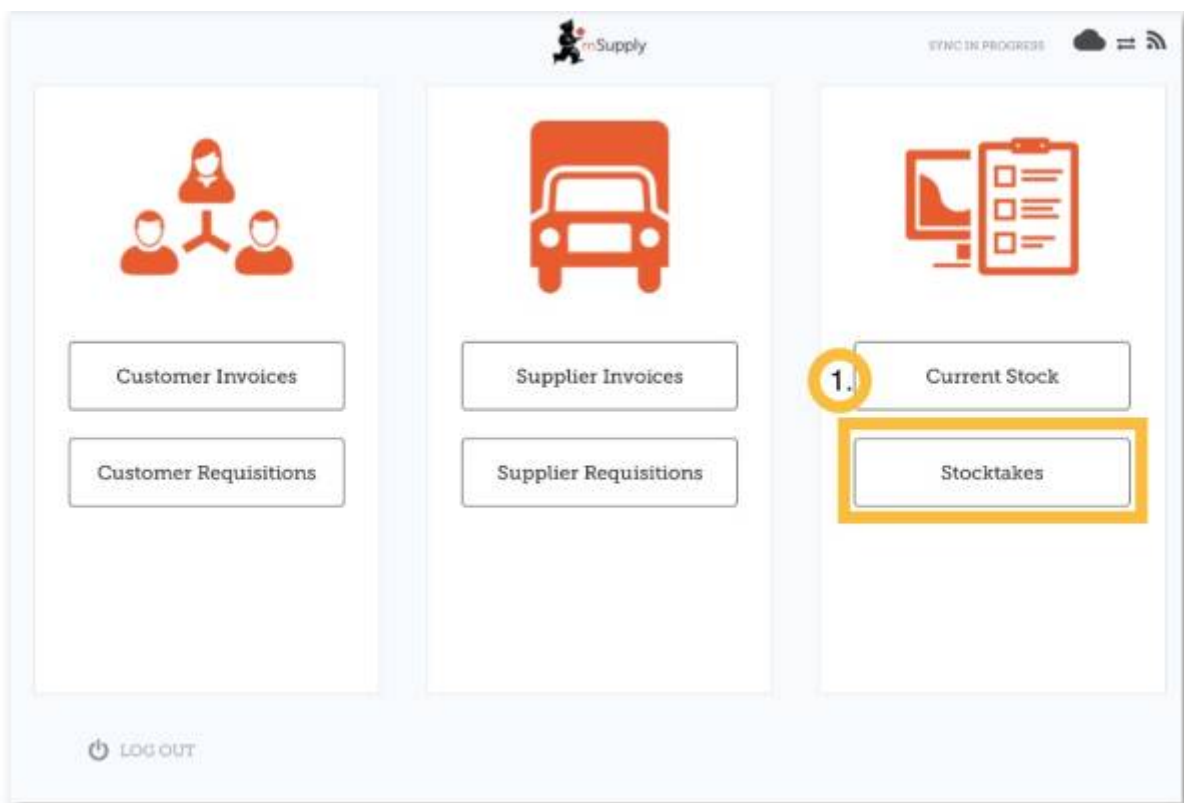 mSupply
SYNC IN PROGRESS
Customer Invoices
Customer Requisitions
Supplier Invoices
Supplier Requisitions
1.
Current Stock
Stocktakes
LOG OUT